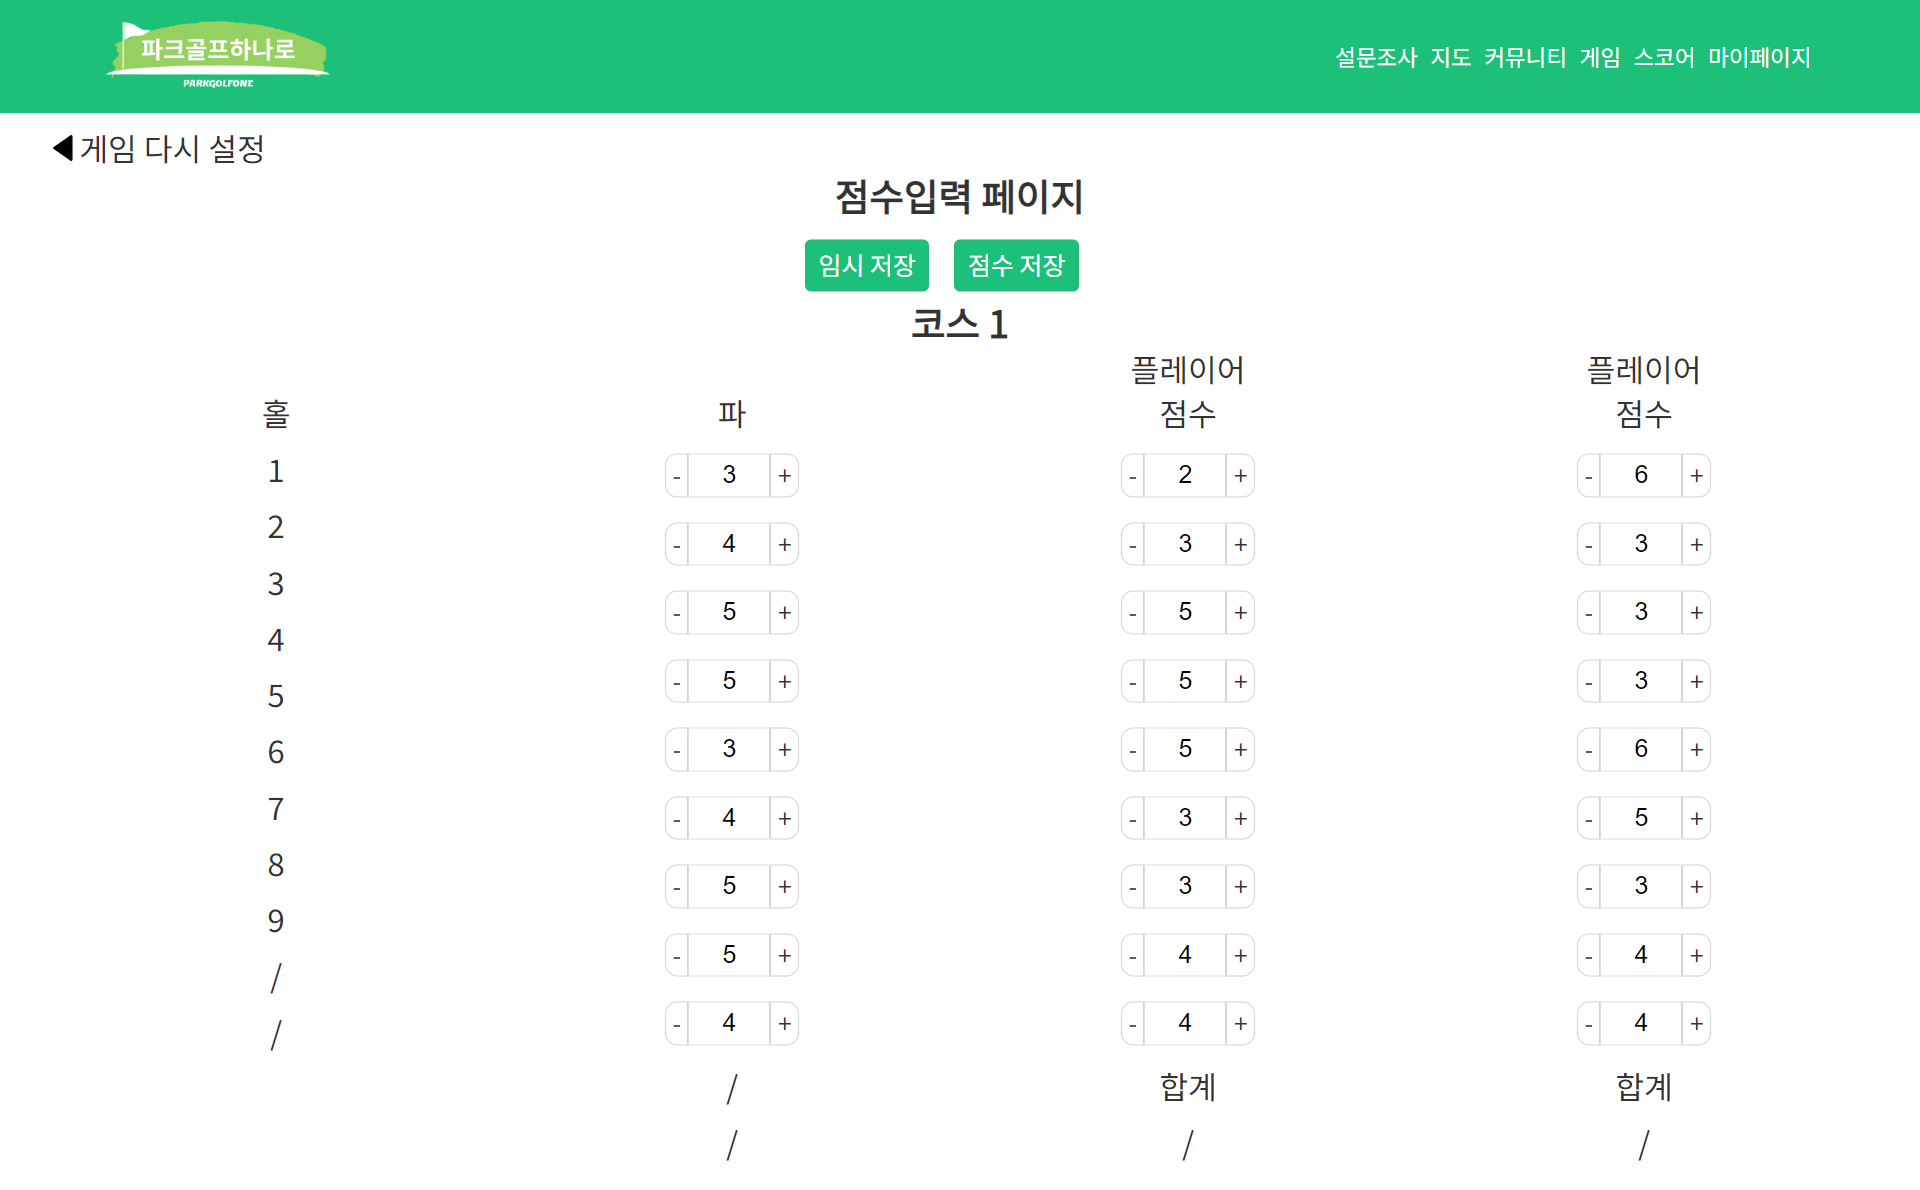 파크골프하나로
PARKGOLFONE
설문조사 지도 커뮤니티 게임 스코어 마이페이지
게임 다시 설정
점수입력 페이지
임시 저장 점수 저장
코스 1
플레이어 플레이어
홀 파 점수 점수
1 - 3 + - 2 + - 6 +
2 - 4 + - 3 + - 3 +
3 - 5 + - 5 + - 3 +
4 - 5 + - 5 + - 3 +
5 - 3 + - 5 + - 6 +
6 - 4 + - 3 + - 5 +
7 - 5 + - 3 + - 3 +
8 - 5 + - 4 + - 4 +
9 - 4 + - 4 + - 4 +
/ / 합계 합계
/ / / /